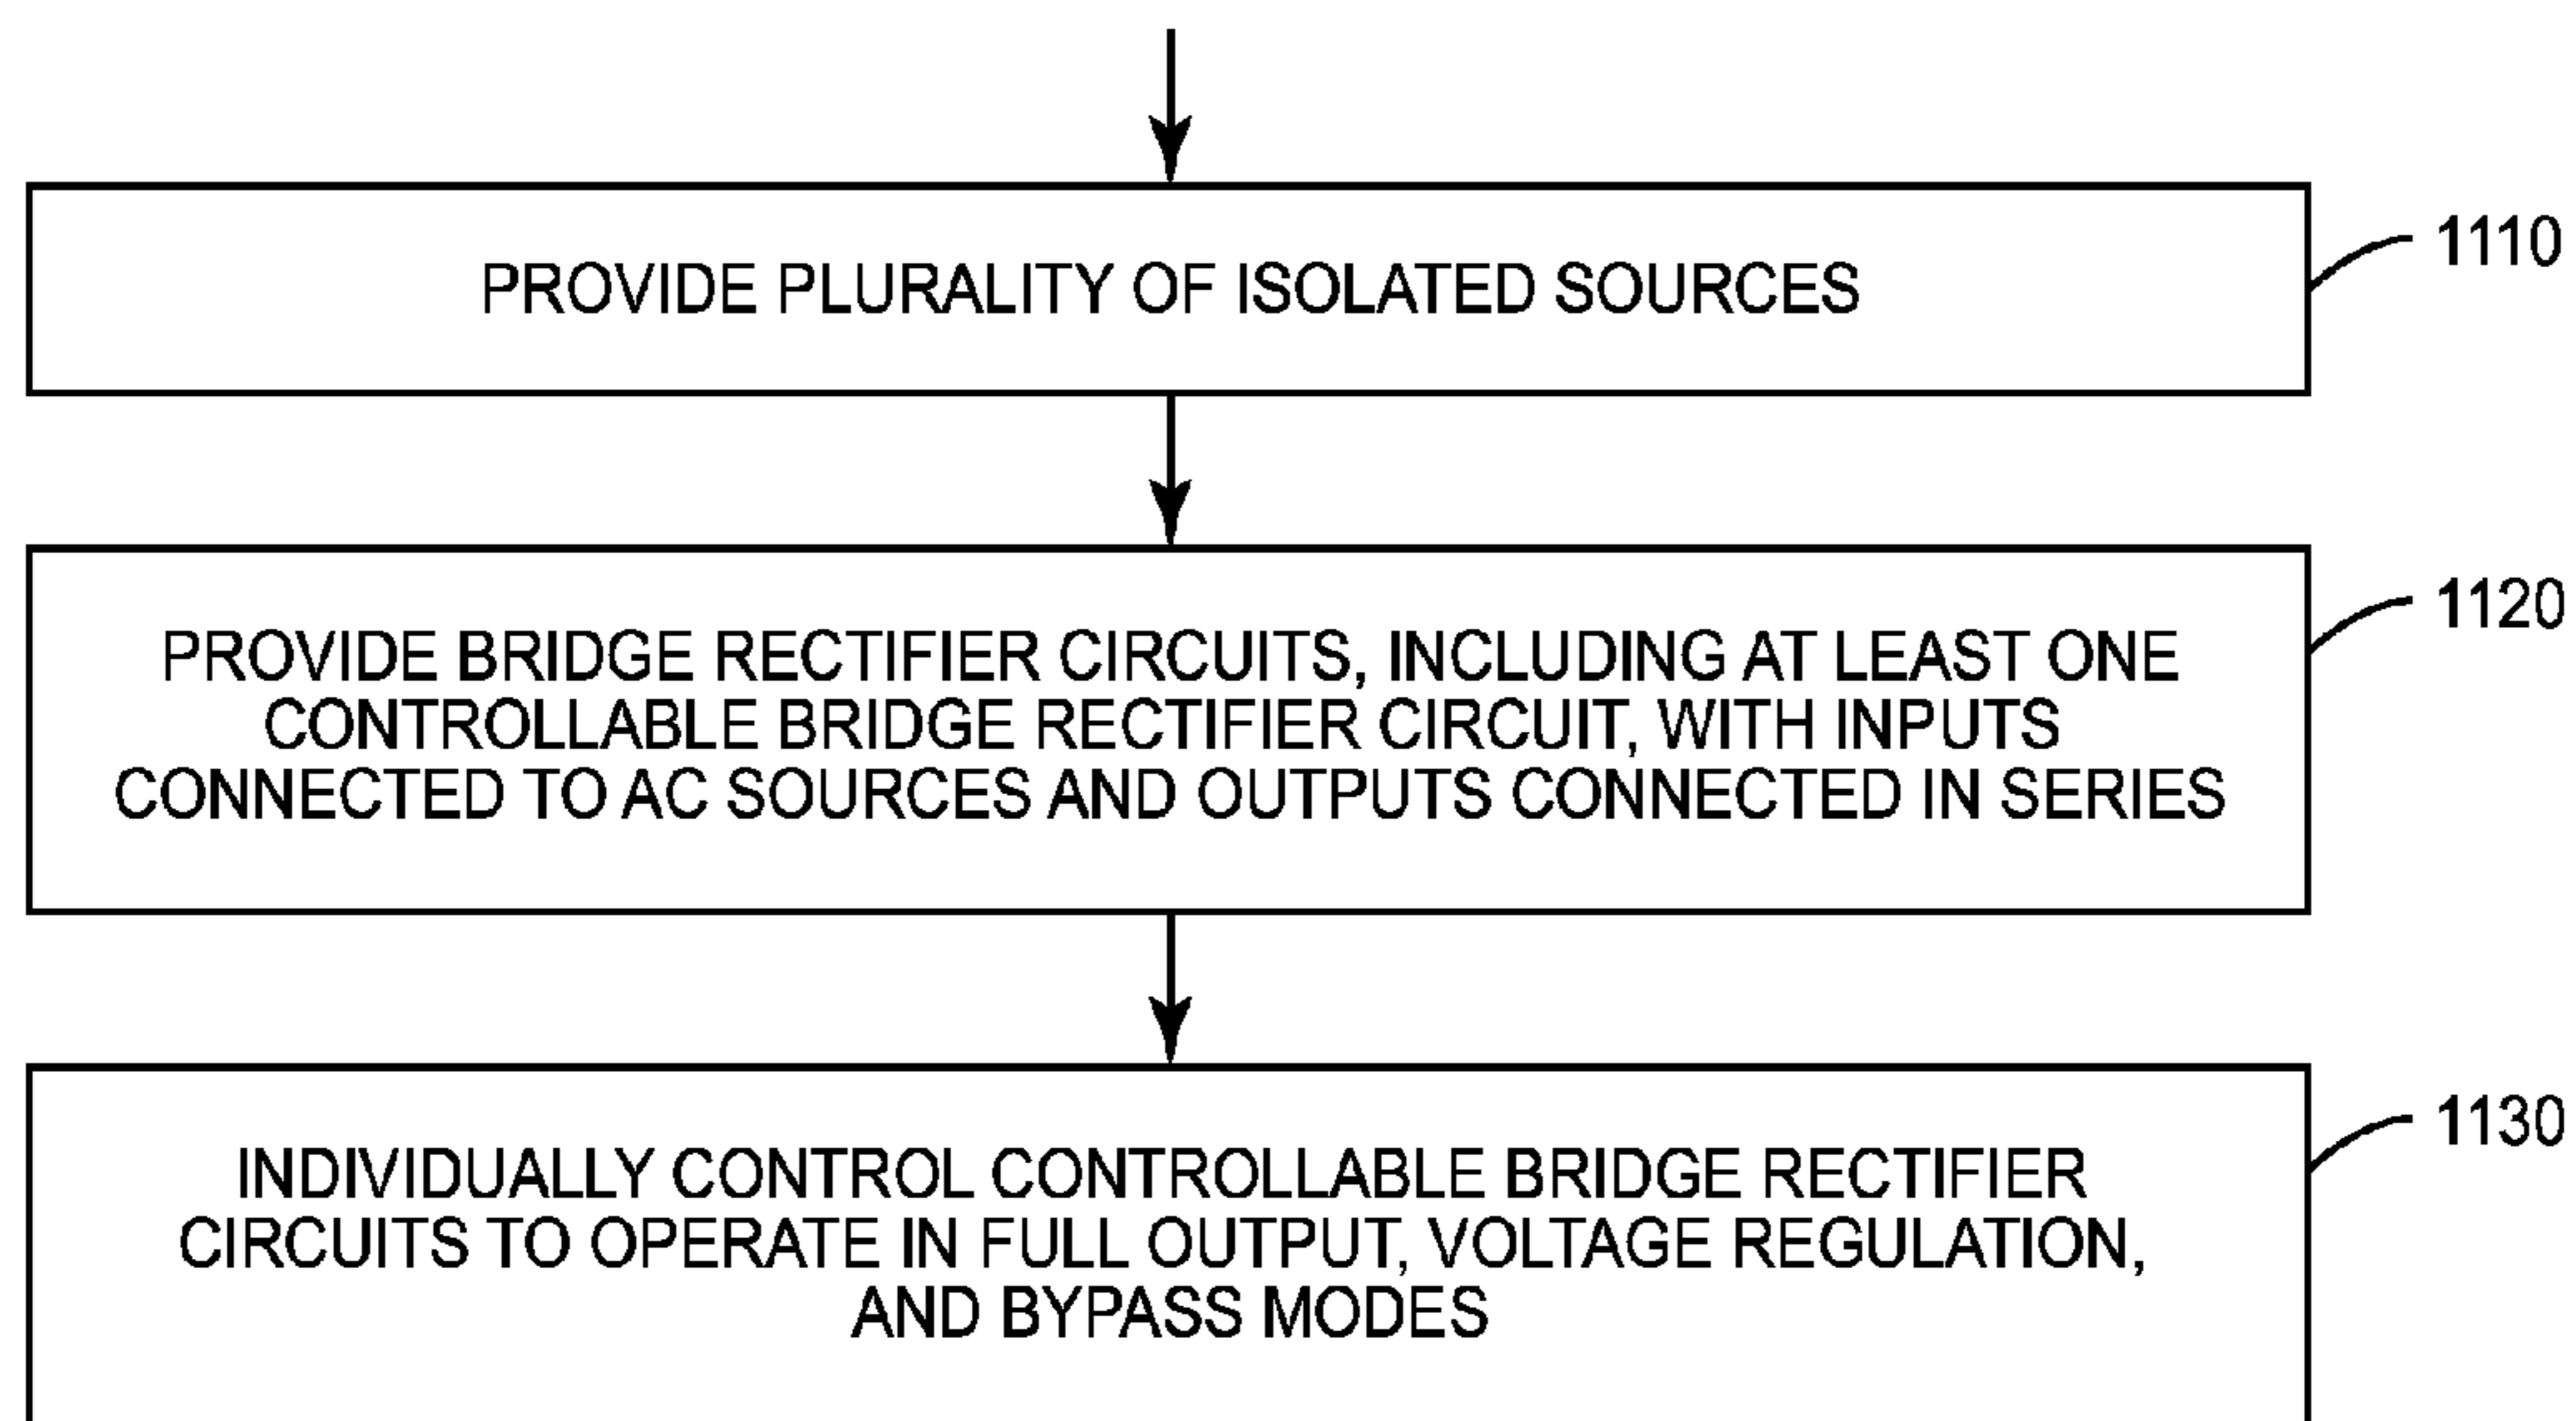 PROVIDE PLURALITY OF ISOLATED SOURCES
1110
PROVIDE BRIDGE RECTIFIER CIRCUITS, INCLUDING AT LEAST ONE
CONTROLLABLE BRIDGE RECTIFIER CIRCUIT, WITH INPUTS
CONNECTED TO AC SOURCES AND OUTPUTS CONNECTED IN SERIES
1120
INDIVIDUALLY CONTROL CONTROLLABLE BRIDGE RECTIFIER
CIRCUITS TO OPERATE IN FULL OUTPUT, VOLTAGE REGULATION,
AND BYPASS MODES
1130